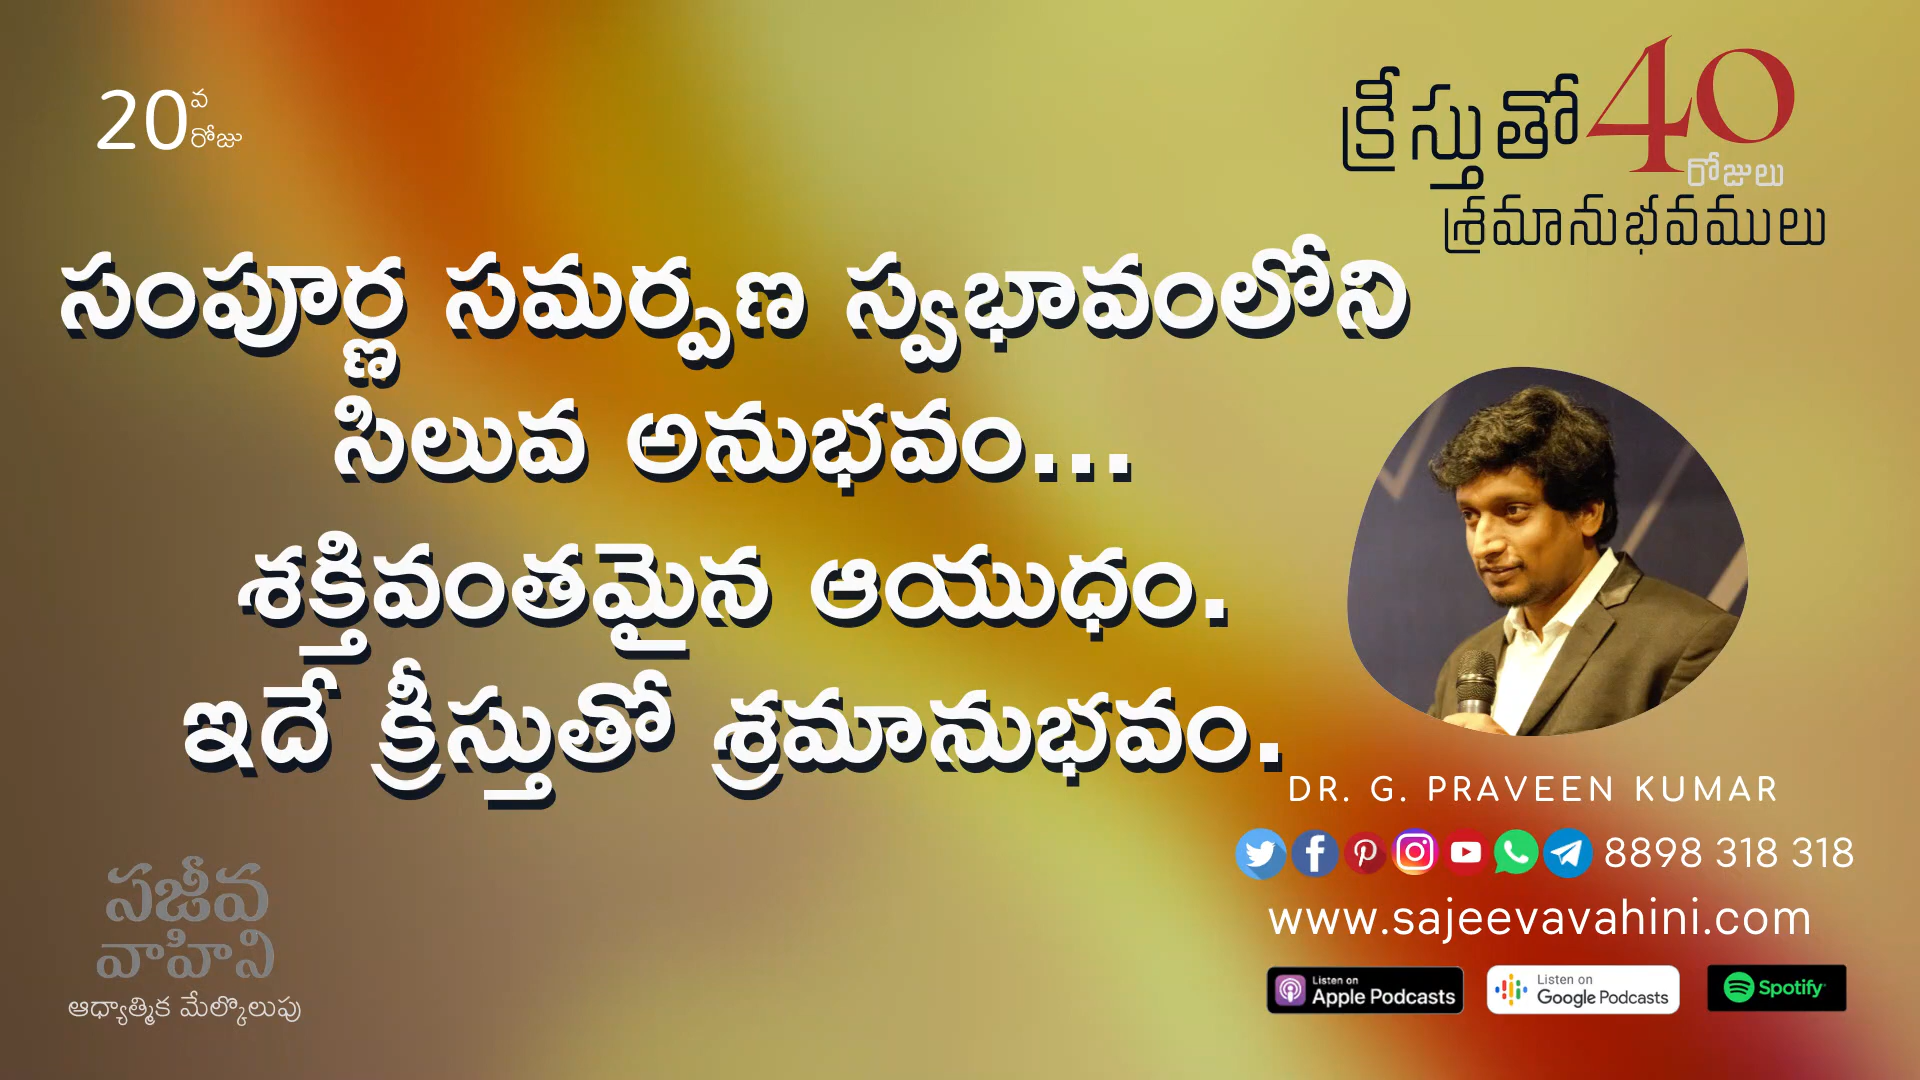 20వ
రోజు
క్రీస్తుతో 40
రోజులు
శ్రమానుభవములు
సంపూర్ణ సమర్పణ స్వభావంలోని
సిలువ అనుభవం...
శక్తివంతమైన ఆయుధం.
ఇదే క్రీస్తుతో శ్రమానుభవం.
DR. G. PRAVEEN KUMAR
8898 318 318
www.sajeevavahini.com
Listen on Apple Podcasts
Listen on Google Podcasts
Spotify
సజీవ
వాహిని
ఆధ్యాత్మిక మేల్కొలుపు